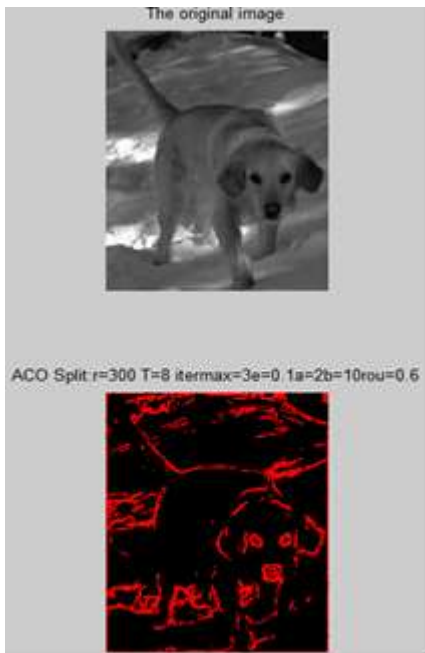 The original image
ACO Split:r=300 T=8 itermax=3e=0.1a=2b=10rou=0.6